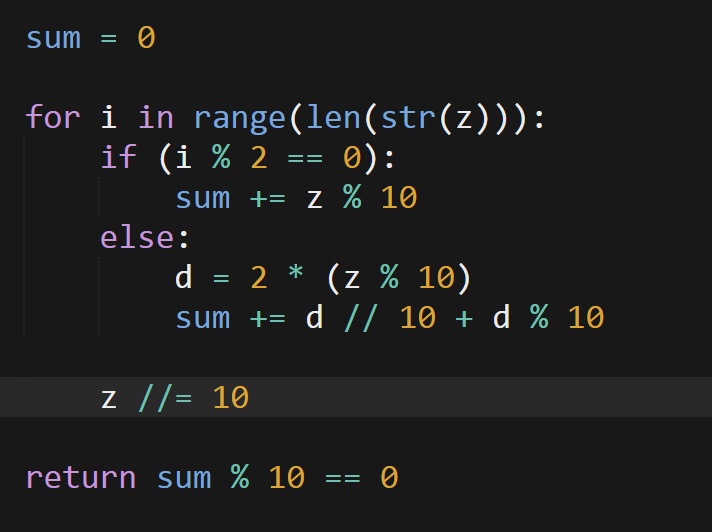 sum = 0
for i in range(len(str(z))):
    if (i % 2 == 0):
        sum += z % 10
    else:
        d = 2 * (z % 10)
        sum += d // 10 + d % 10
    z //= 10
return sum % 10 == 0